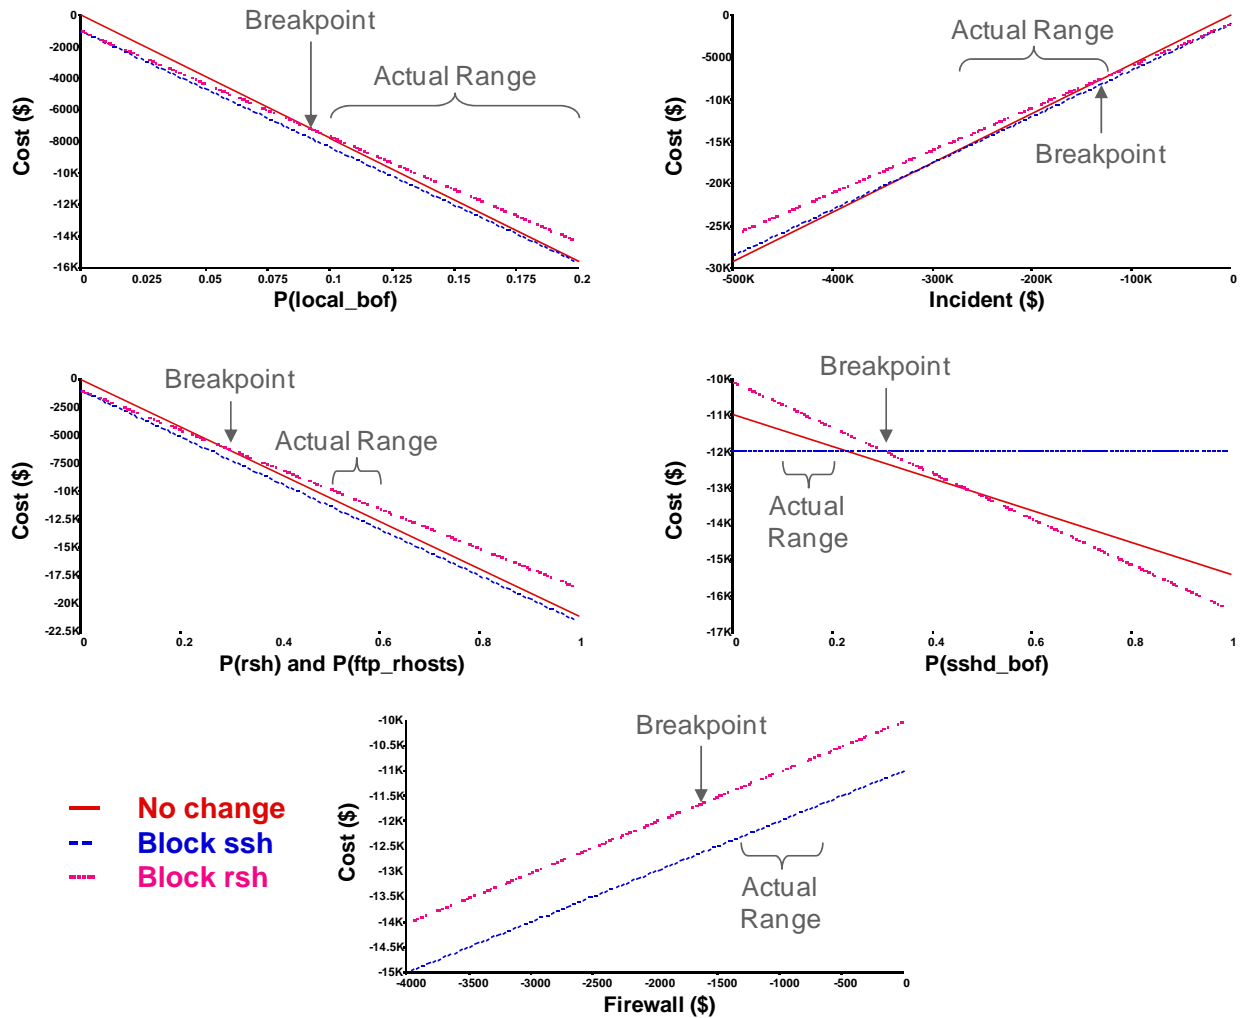 Breakpoint
Actual Range
Cost ($)
0
-2000
-4000
-6000
-8000
-10K
-12K
-14K
-16K
0 0.025 0.05 0.075 0.1 0.125 0.15 0.175 0.2
P(local_bof)
Actual Range
Breakpoint
Cost ($)
0
-5000
-10K
-15K
-20K
-25K
-30K
-500K -400K -300K -200K -100K 0
Incident ($)
Breakpoint
Actual Range
Cost ($)
0
-2500
-5000
-7500
-10K
-12.5K
-15K
-17.5K
-20K
-22.5K
0 0.2 0.4 0.6 0.8 1
P(rsh) and P(ftp_rhosts)
Breakpoint
Actual
Range
Cost ($)
-10K
-11K
-12K
-13K
-14K
-15K
-16K
-17K
0 0.2 0.4 0.6 0.8 1
P(sshd_bof)
No change
Block ssh
Block rsh
Breakpoint
Actual
Range
Cost ($)
-10K
-10.5K
-11K
-11.5K
-12K
-12.5K
-13K
-13.5K
-14K
-14.5K
-15K
-4000 -3500 -3000 -2500 -2000 -1500 -1000 -500 0
Firewall ($)